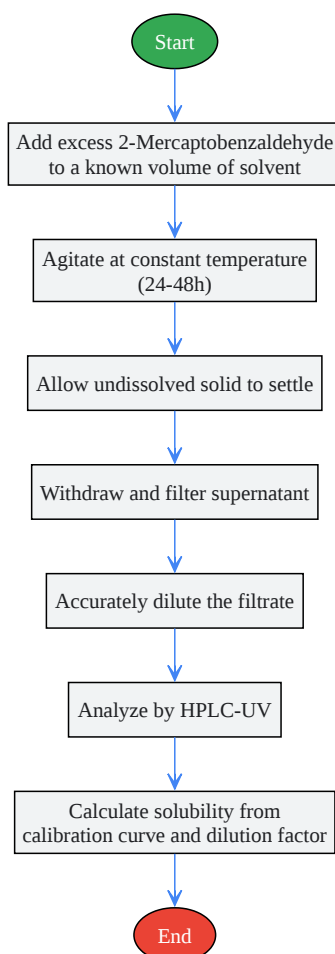 Start
Add excess 2-Mercaptobenzaldehyde
to a known volume of solvent
Agitate at constant temperature
(24-48h)
Allow undissolved solid to settle
Withdraw and filter supernatant
Accurately dilute the filtrate
Analyze by HPLC-UV
Calculate solubility from
calibration curve and dilution factor
End